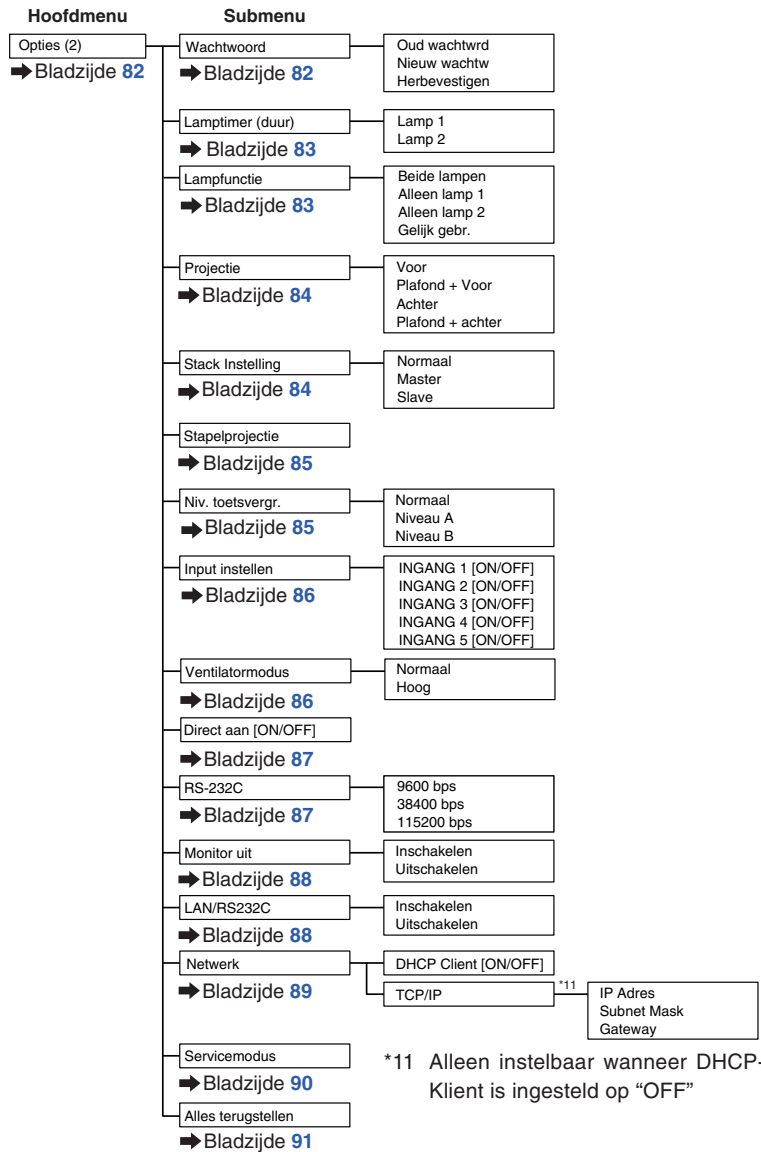 Hoofdmenu Submenu
Opties (2)
➡Bladzijde 82
Wachtwoord
➡Bladzijde 82
Oud wachtwrd
Nieuw wachtw
Herbevestigen
Lamptimer (duur)
➡ Bladzijde 83
Lamp 1
Lamp 2
Lampfunctie
➡Bladzijde 83
Beide lampen
Alleen lamp 1
Alleen lamp 2
Gelijk gebr.
Projectie
➡Bladzijde 84
Voor
Plafond + Voor
Achter
Plafond + achter
Stack Instelling
➡Bladzijde 84
Normaal
Master
Slave
Stapelprojectie
➡Bladzijde 85
Niv. toetsvergr.
➡Bladzijde 85
Normaal
Niveau A
Niveau B
Input instellen
➡Bladzijde 86
INGANG 1 [ON/OFF]
INGANG 2 [ON/OFF]
INGANG 3 [ON/OFF]
INGANG 4 [ON/OFF]
INGANG 5 [ON/OFF]
Ventilatormodus
➡Bladzijde 86
Normaal
Hoog
Direct aan [ON/OFF]
➡Bladzijde 87
RS-232C
➡Bladzijde 87
9600 bps
38400 bps
115200 bps
Monitor uit
➡Bladzijde 88
Inschakelen
Uitschakelen
LAN/RS232C
➡Bladzijde 88
Inschakelen
Uitschakelen
Netwerk
➡Bladzijde 89
DHCP Client [ON/OFF]
TCP/IP
*11
IP Adres
Subnet Mask
Gateway
Servicemodus
➡Bladzijde 90
Alles terugstellen
➡Bladzijde 91
*11 Alleen instelbaar wanneer DHCP-
Klient is ingesteld op “OFF”